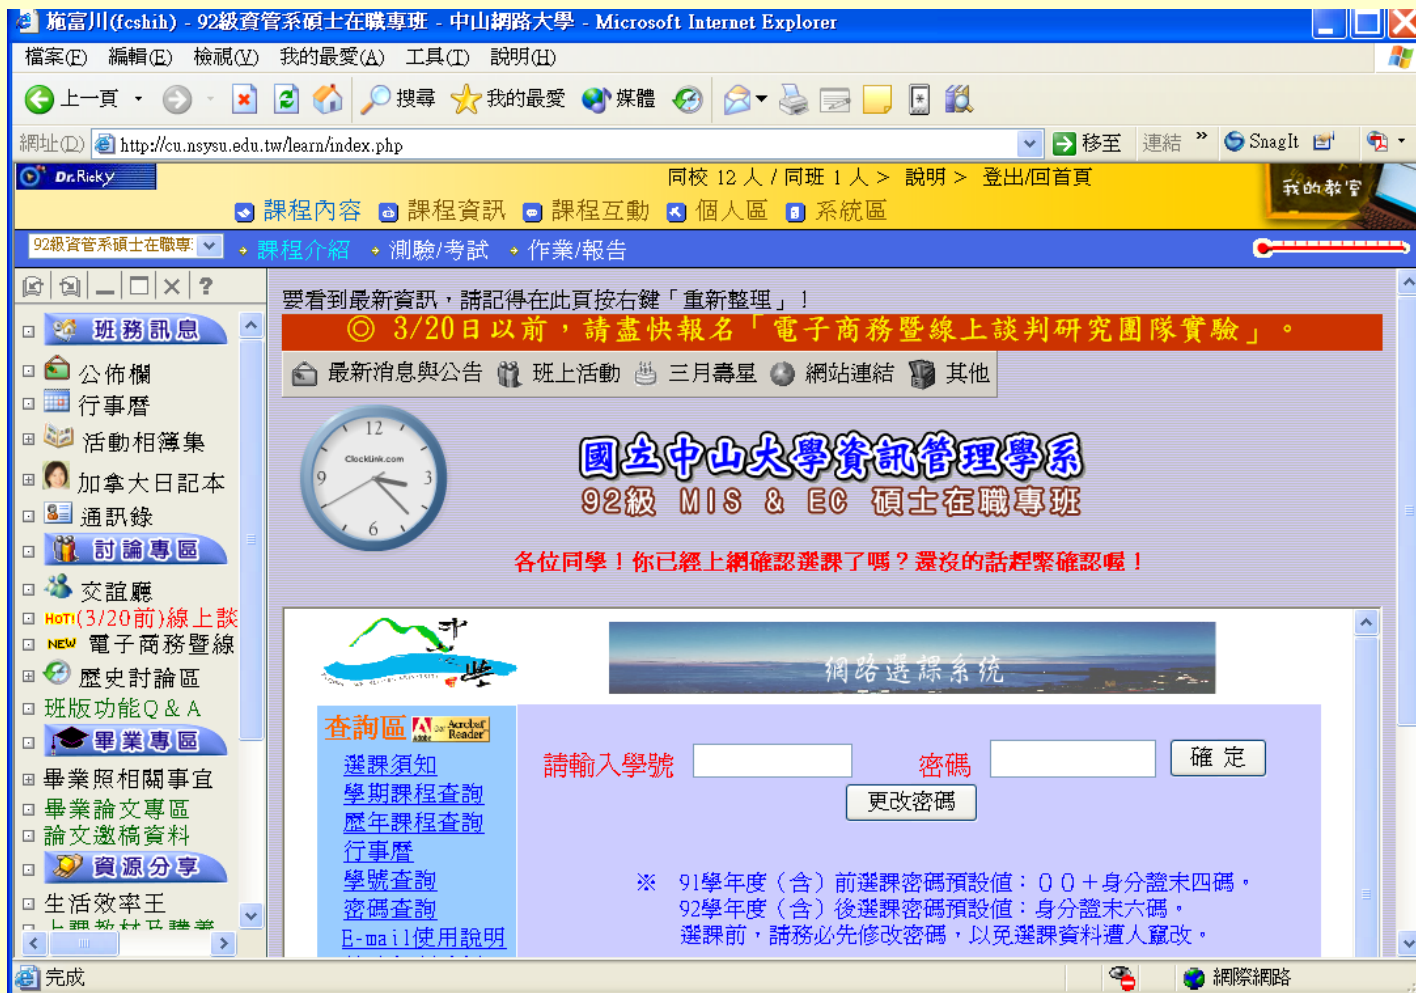 施富川(fcshih) - 92級資管系碩士在職專班 - 中山網路大學 - Microsoft Internet Explorer
檔案(F) 編輯(E) 檢視(V) 我的最愛(A) 工具(T) 說明(H)
上一頁 搜尋 我的最愛 媒體
網址(D) http://cu.nsysu.edu.tw/learn/index.php 移至 連結 » SnagIt
Dr.Ricky 同校 12 人 / 同班 1 人 > 說明 > 登出/回首頁 我的教室
課程內容 課程資訊 課程互動 個人區 系統區
92級資管系碩士在職專 課程介紹 測驗/考試 作業/報告
要看到最新資訊，請記得在此頁按右鍵「重新整理」！
◎ 3/20日以前，請盡快報名「電子商務暨線上談判研究團隊實驗」。
最新消息與公告 班上活動 三月壽星 網站連結 其他
班務訊息
公佈欄
行事曆
活動相簿集
加拿大日記本
通訊錄
討論專區
交誼廳
HOT!(3/20前)線上談
NEW 電子商務暨線
歷史討論區
班版功能Q & A
畢業專區
畢業照相關事宜
畢業論文專區
論文邀稿資料
資源分享
生活效率王
上課教材及講義
12
ClockLink.com
9 3
6
國立中山大學資訊管理學系
92級 MIS & EC 碩士在職專班
各位同學！你已經上網確認選課了嗎？還沒的話趕緊確認喔！
網路選課系統
查詢區 Adobe Get Acrobat Reader
選課須知
學期課程查詢
歷年課程查詢
行事曆
學號查詢
密碼查詢
E-mail使用說明
請輸入學號 密碼 確 定
更改密碼
※ 91學年度（含）前選課密碼預設值：００＋身分證末四碼。
92學年度（含）後選課密碼預設值：身分證末六碼。
選課前，請務必先修改密碼，以免選課資料遭人竄改。
完成 網際網路